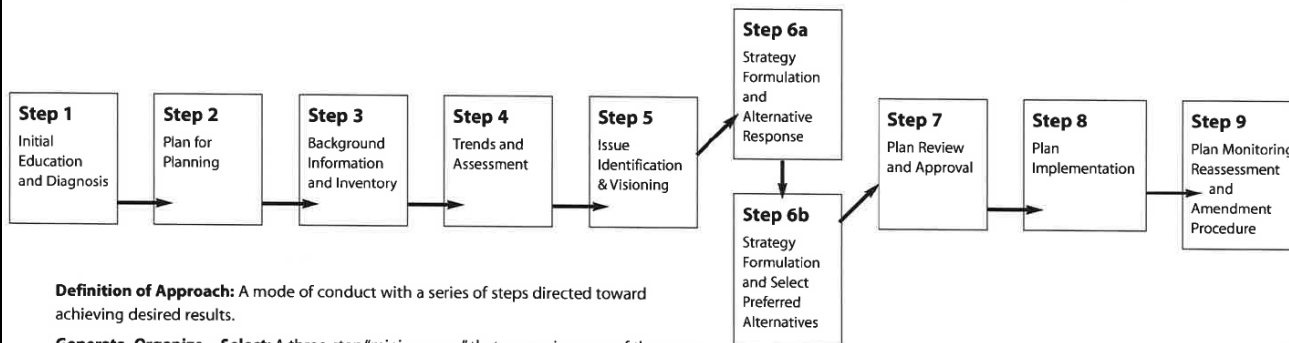 Step 1
Initial
Education
and Diagnosis
Step 2
Plan for
Planning
Step 3
Background
Information
and Inventory
Step 4
Trends and
Assessment
Step 5
Issue
Identification
& Visioning
Step 6a
Strategy
Formulation
and
Alternative
Response
Step 6b
Strategy
Formulation
and Select
Preferred
Alternatives
Step 7
Plan Review
and Approval
Step 8
Plan
Implementation
Step 9
Plan Monitoring
Reassessment
and
Amendment
Procedure
Definition of Approach: A mode of conduct with a series of steps directed toward
achieving desired results.